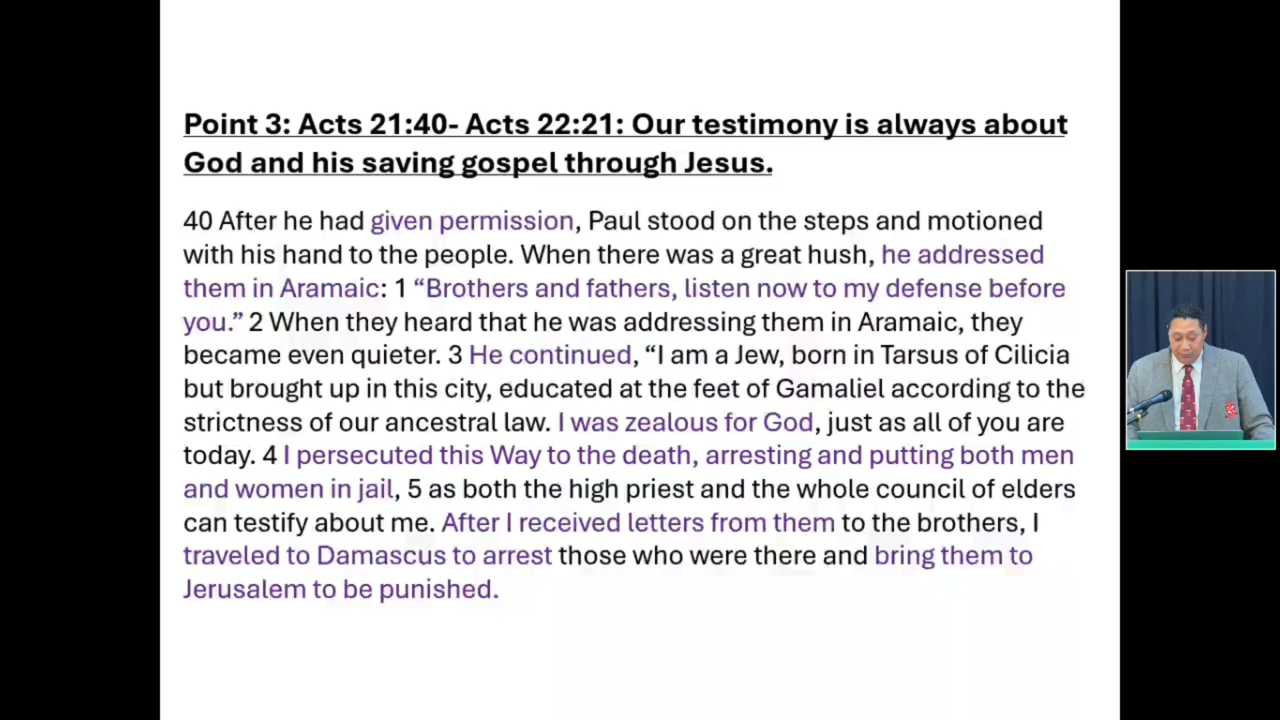 Point 3: Acts 21:40- Acts 22:21: Our testimony is always about
God and his saving gospel through Jesus.
40 After he had given permission, Paul stood on the steps and motioned
with his hand to the people. When there was a great hush, he addressed
them in Aramaic: 1 “Brothers and fathers, listen now to my defense before
you.” 2 When they heard that he was addressing them in Aramaic, they
became even quieter. 3 He continued, “I am a Jew, born in Tarsus of Cilicia
but brought up in this city, educated at the feet of Gamaliel according to the
strictness of our ancestral law. I was zealous for God, just as all of you are
today. 4 I persecuted this Way to the death, arresting and putting both men
and women in jail, 5 as both the high priest and the whole council of elders
can testify about me. After I received letters from them to the brothers, I
traveled to Damascus to arrest those who were there and bring them to
Jerusalem to be punished.